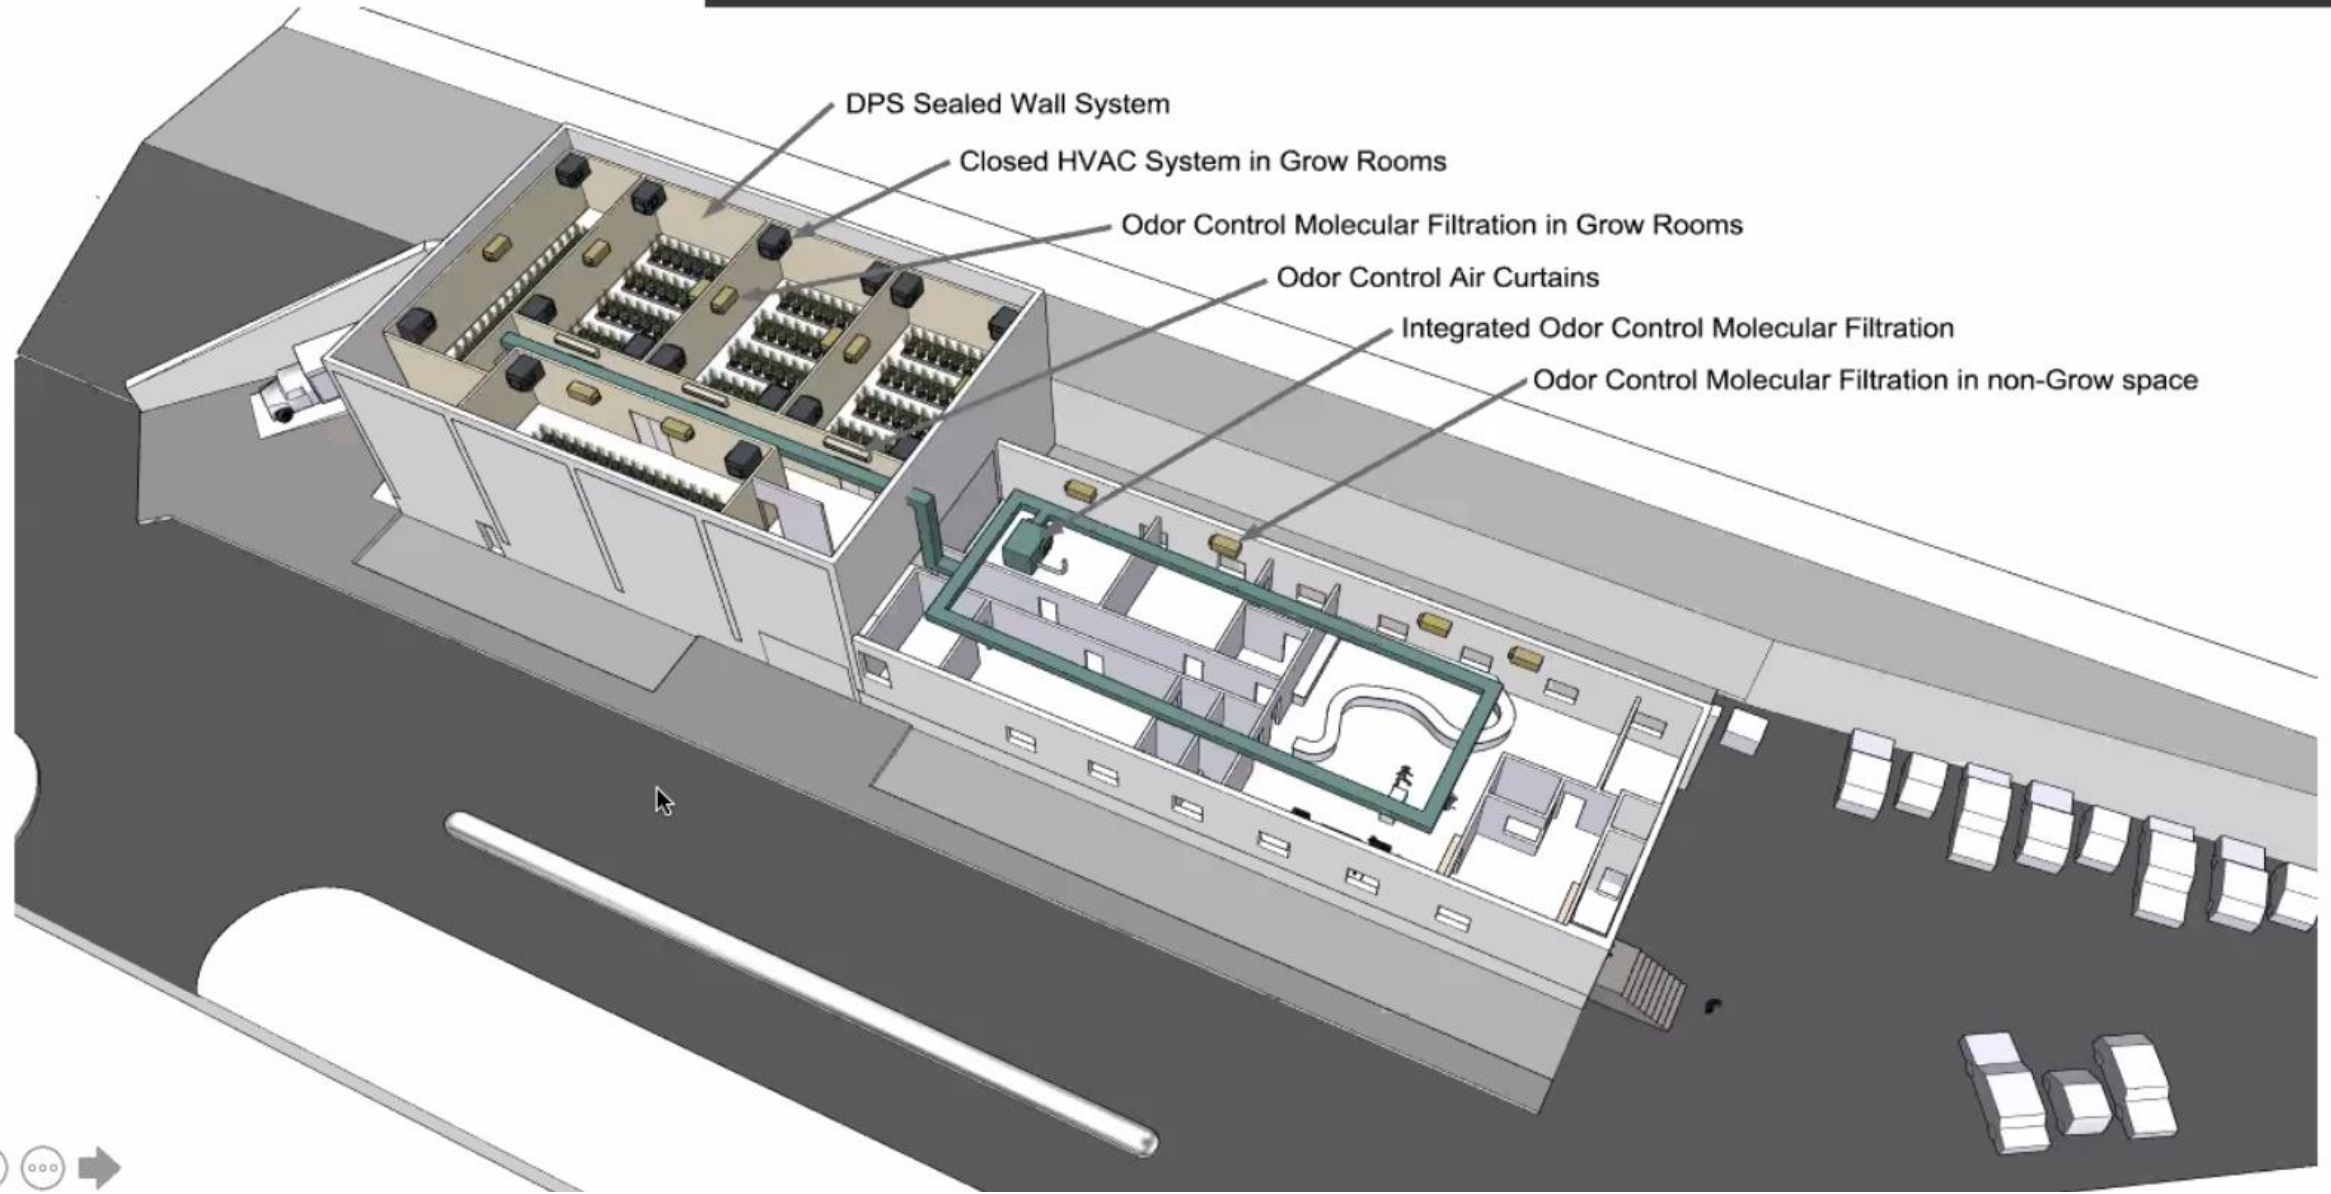 DPS Sealed Wall System
Closed HVAC System in Grow Rooms
Odor Control Molecular Filtration in Grow Rooms
Odor Control Air Curtains
Integrated Odor Control Molecular Filtration
Odor Control Molecular Filtration in non-Grow space